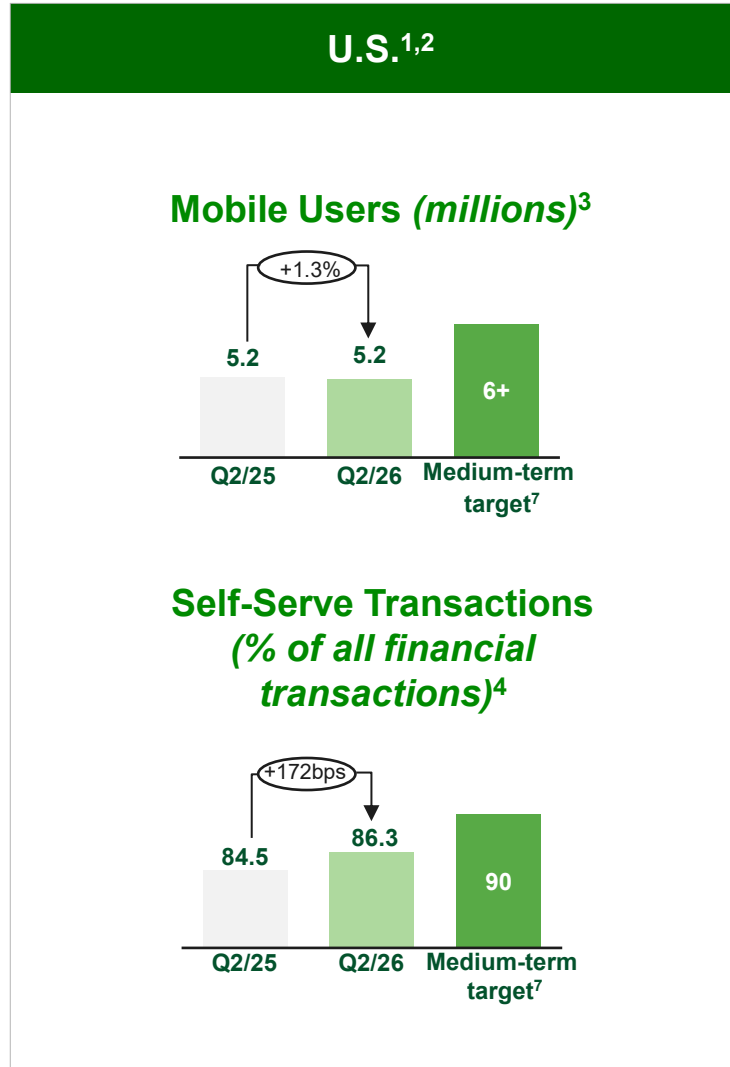 U.S.1,2
Mobile Users (millions)3
+1.3%
5.2
5.2
6+
Q2/25
Q2/26
Medium-term
target7
Self-Serve Transactions
(% of all financial
transactions)4
+172bps
84.5
86.3
90
Q2/25
Q2/26
Medium-term
target7